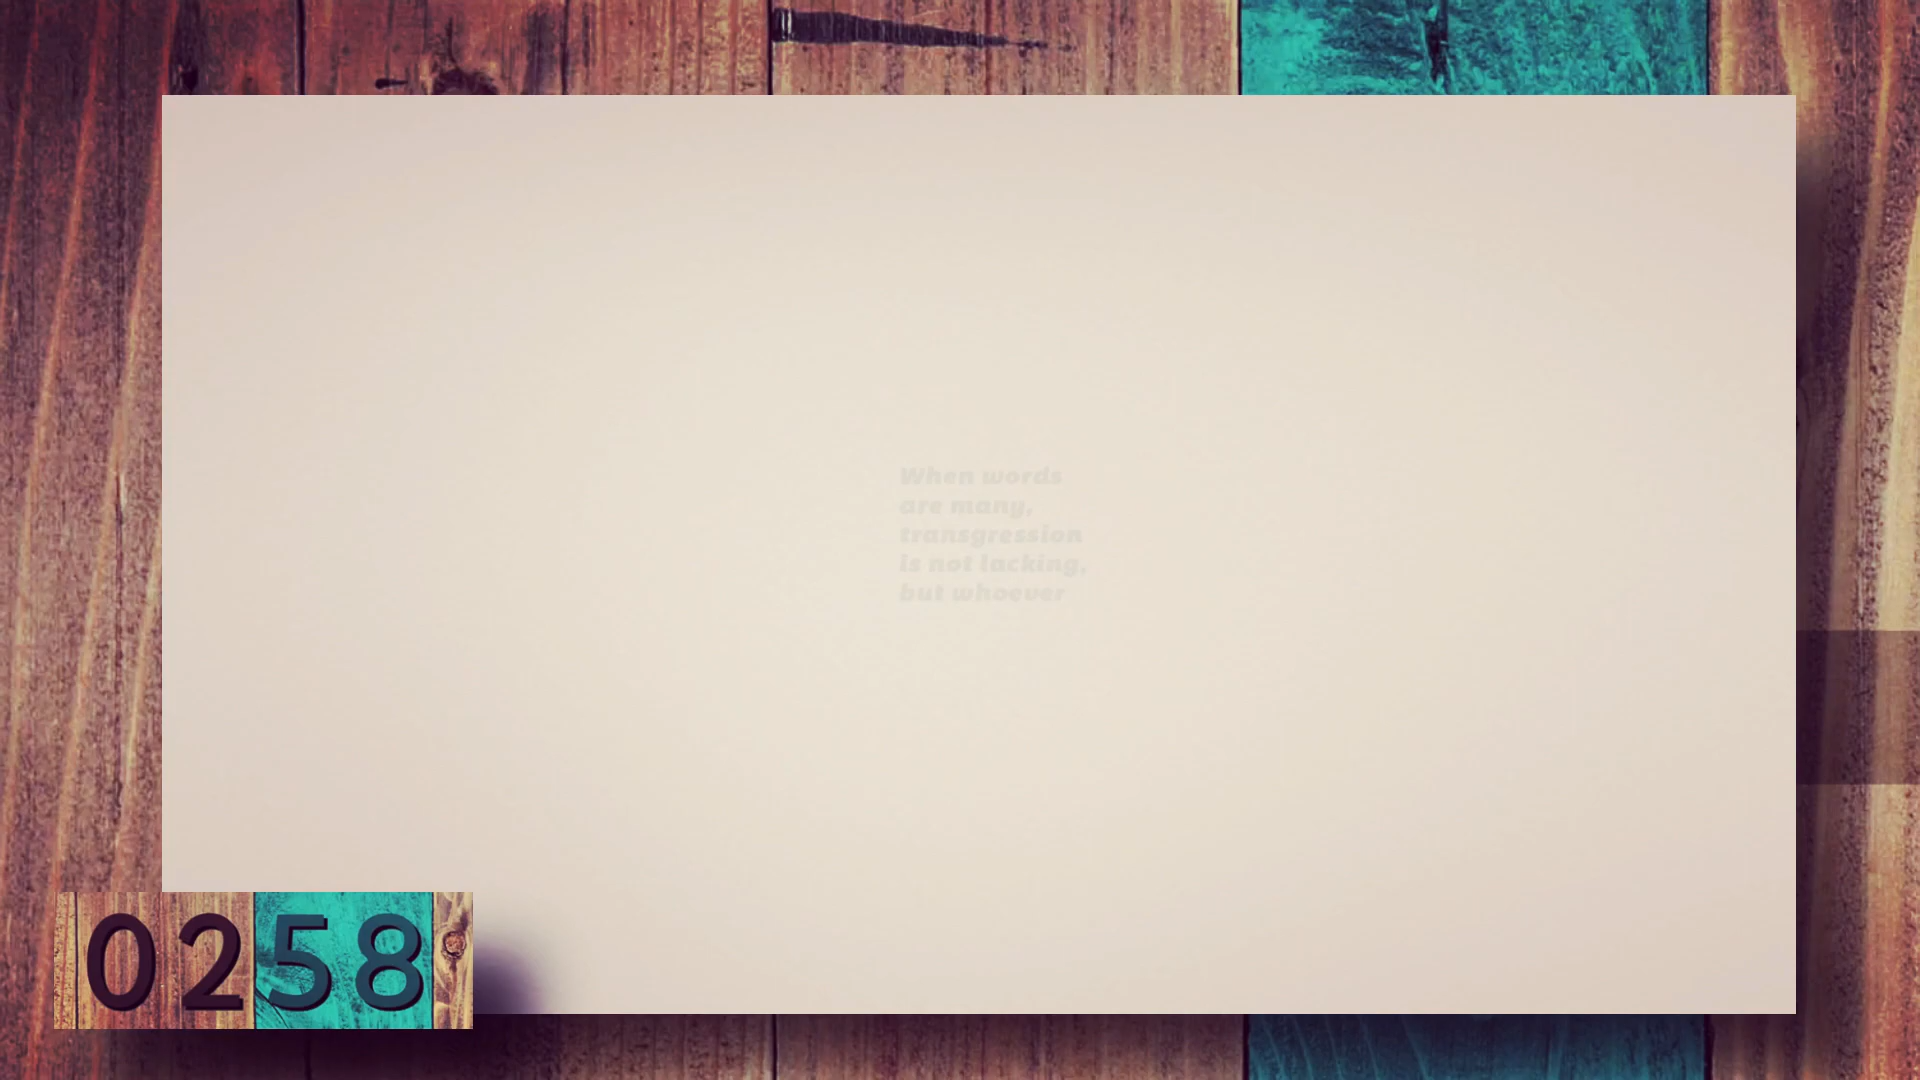 When words
are many,
transgression
is not lacking,
but whoever
0258